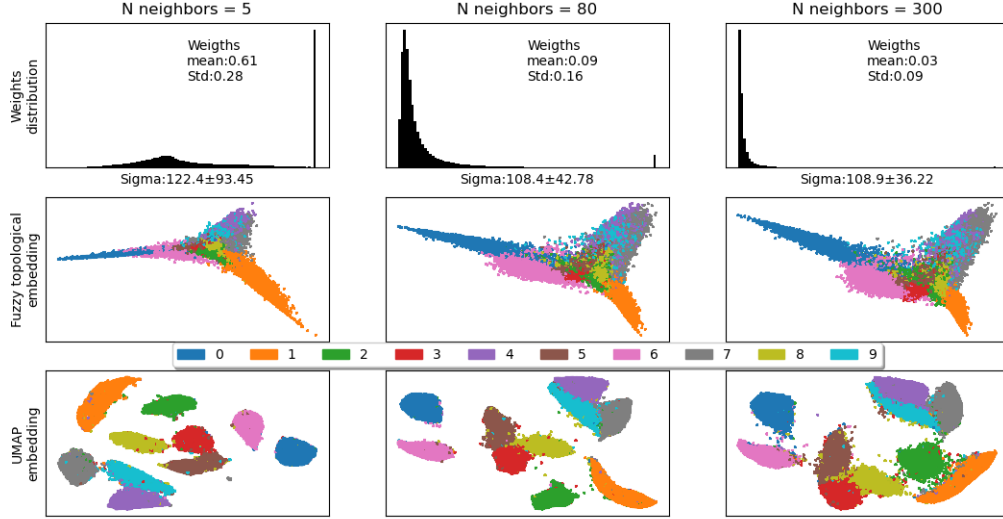 N neighbors = 5
N neighbors = 80
N neighbors = 300
Weights
distribution
Weigths
mean:0.61
Std:0.28
Weigths
mean:0.09
Std:0.16
Weigths
mean:0.03
Std:0.09
Sigma:122.4±93.45
Sigma:108.4±42.78
Sigma:108.9±36.22
Fuzzy topological
embedding
0 1 2 3 4 5 6 7 8 9
UMAP
embedding